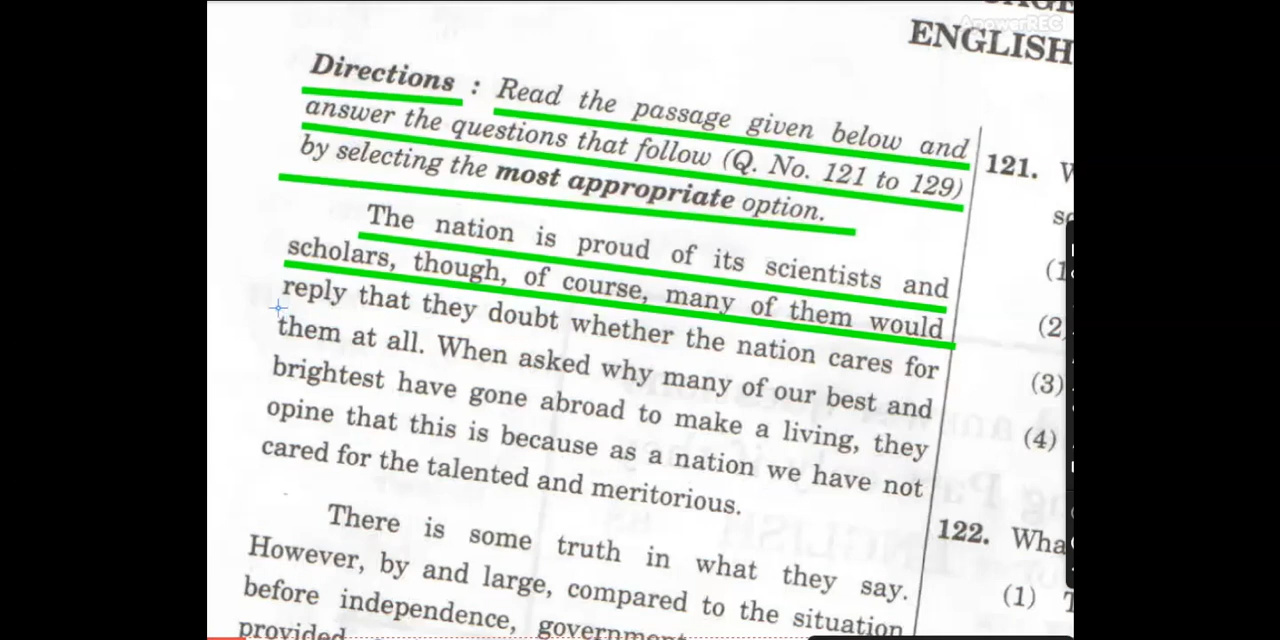 ENGLISH
Directions : Read the passage given below and
answer the questions that follow (Q. No. 121 to 129)
by selecting the most appropriate option.
The nation is proud of its scientists and
scholars, though, of course, many of them would
reply that they doubt whether the nation cares for
them at all. When asked why many of our best and
brightest have gone abroad to make a living, they
opine that this is because as a nation we have not
cared for the talented and meritorious.
There is some truth in what they say.
However, by and large, compared to the situation
before independence,
provided
121.
(1
(2
(3)
(4)
122. Wha
(1)